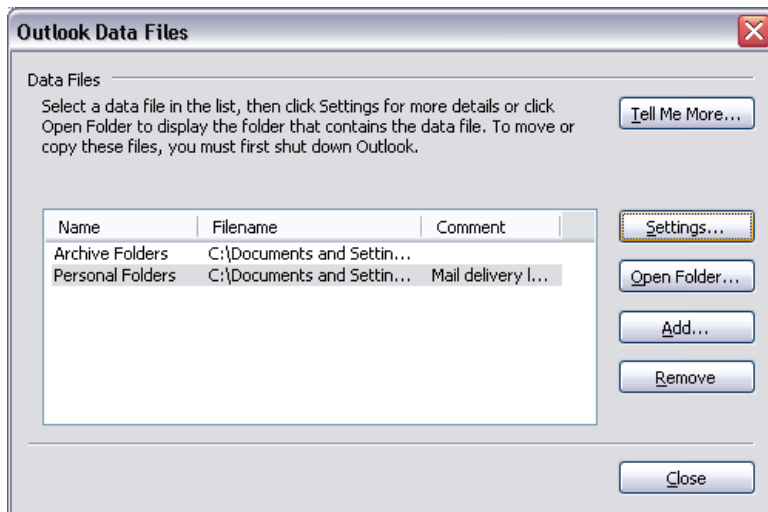 Outlook Data Files
Data Files
Select a data file in the list, then click Settings for more details or click
Open Folder to display the folder that contains the data file. To move or
copy these files, you must first shut down Outlook.
Tell Me More...
Name Filename Comment
Archive Folders C:\Documents and Settin...
Personal Folders C:\Documents and Settin... Mail delivery l...
Settings...
Open Folder...
Add...
Remove
Close